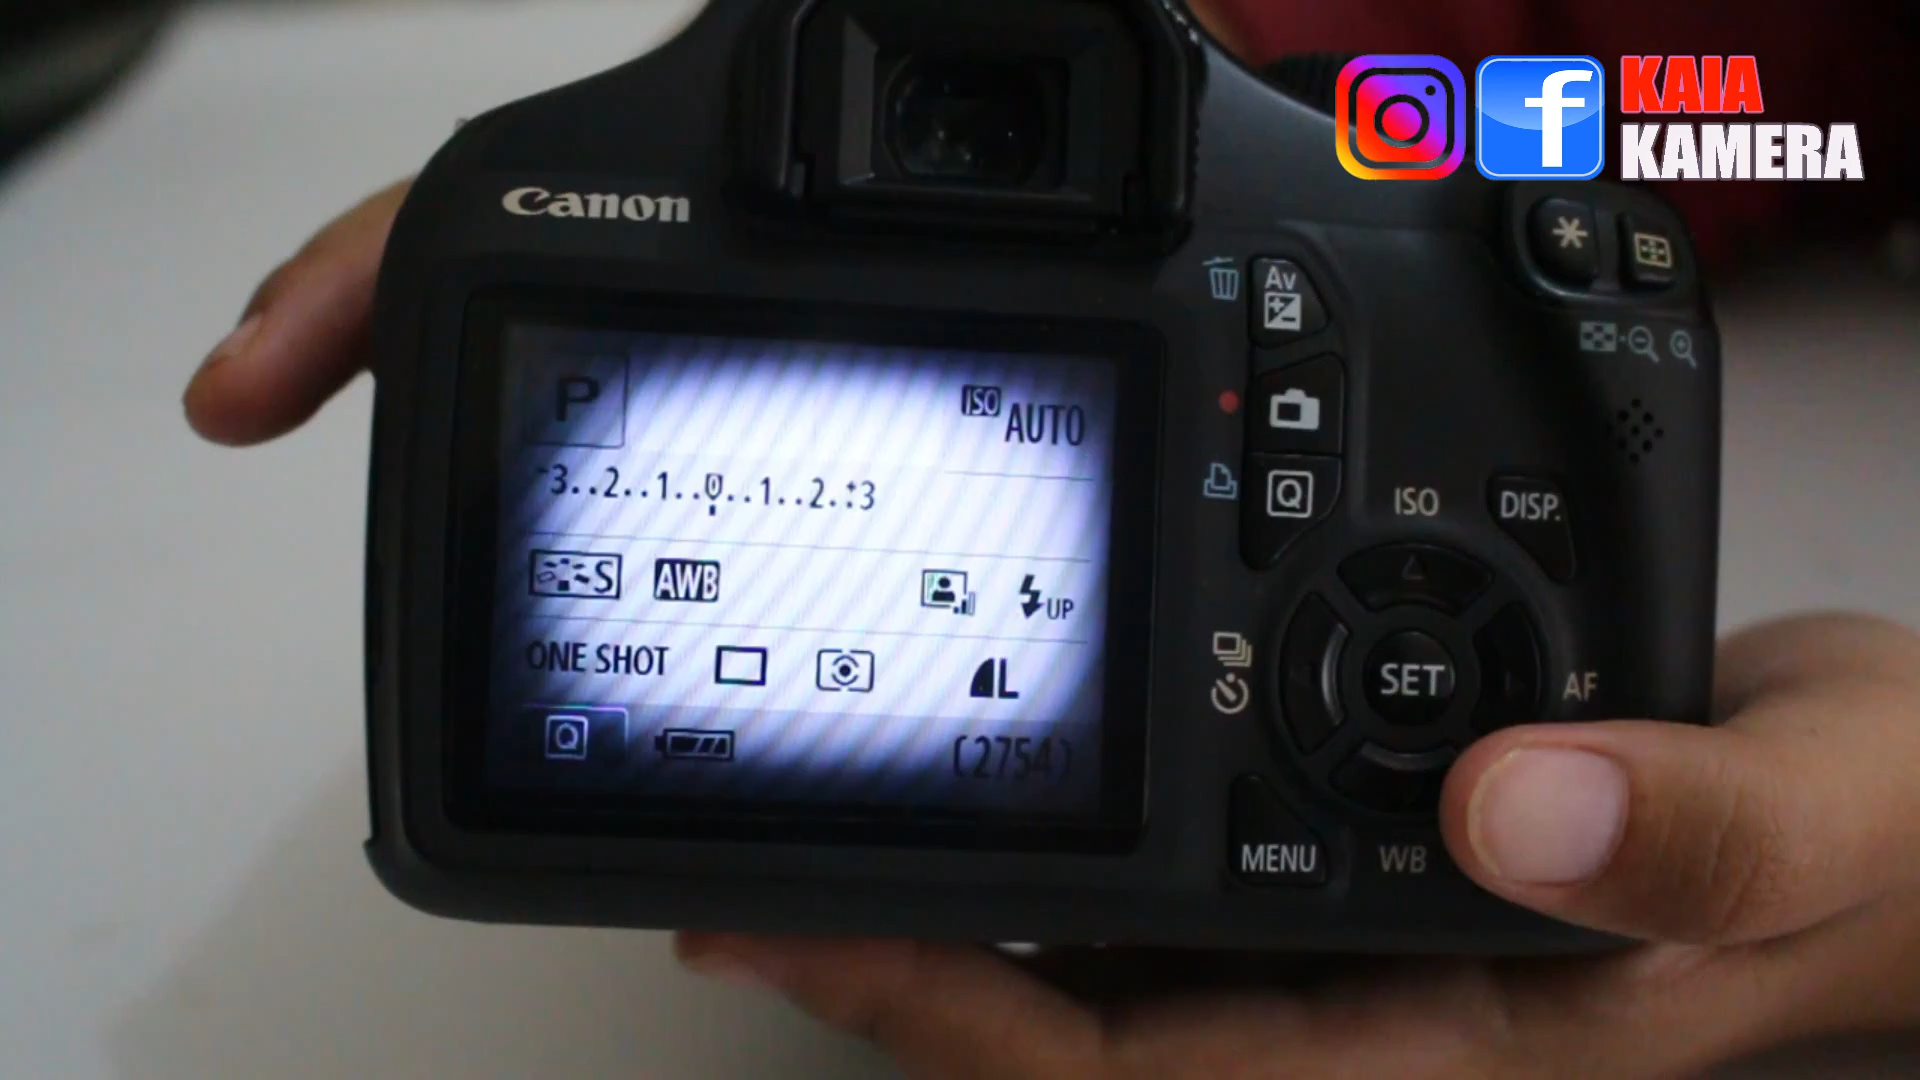 KAIA
KAMERA
Canon
Av
P
ISO AUTO
-3..2..1..0..1..2.:+3
S AWB
UP
ONE SHOT
L
Q
(2754)
Q
ISO
DISP.
SET
AF
MENU
WB